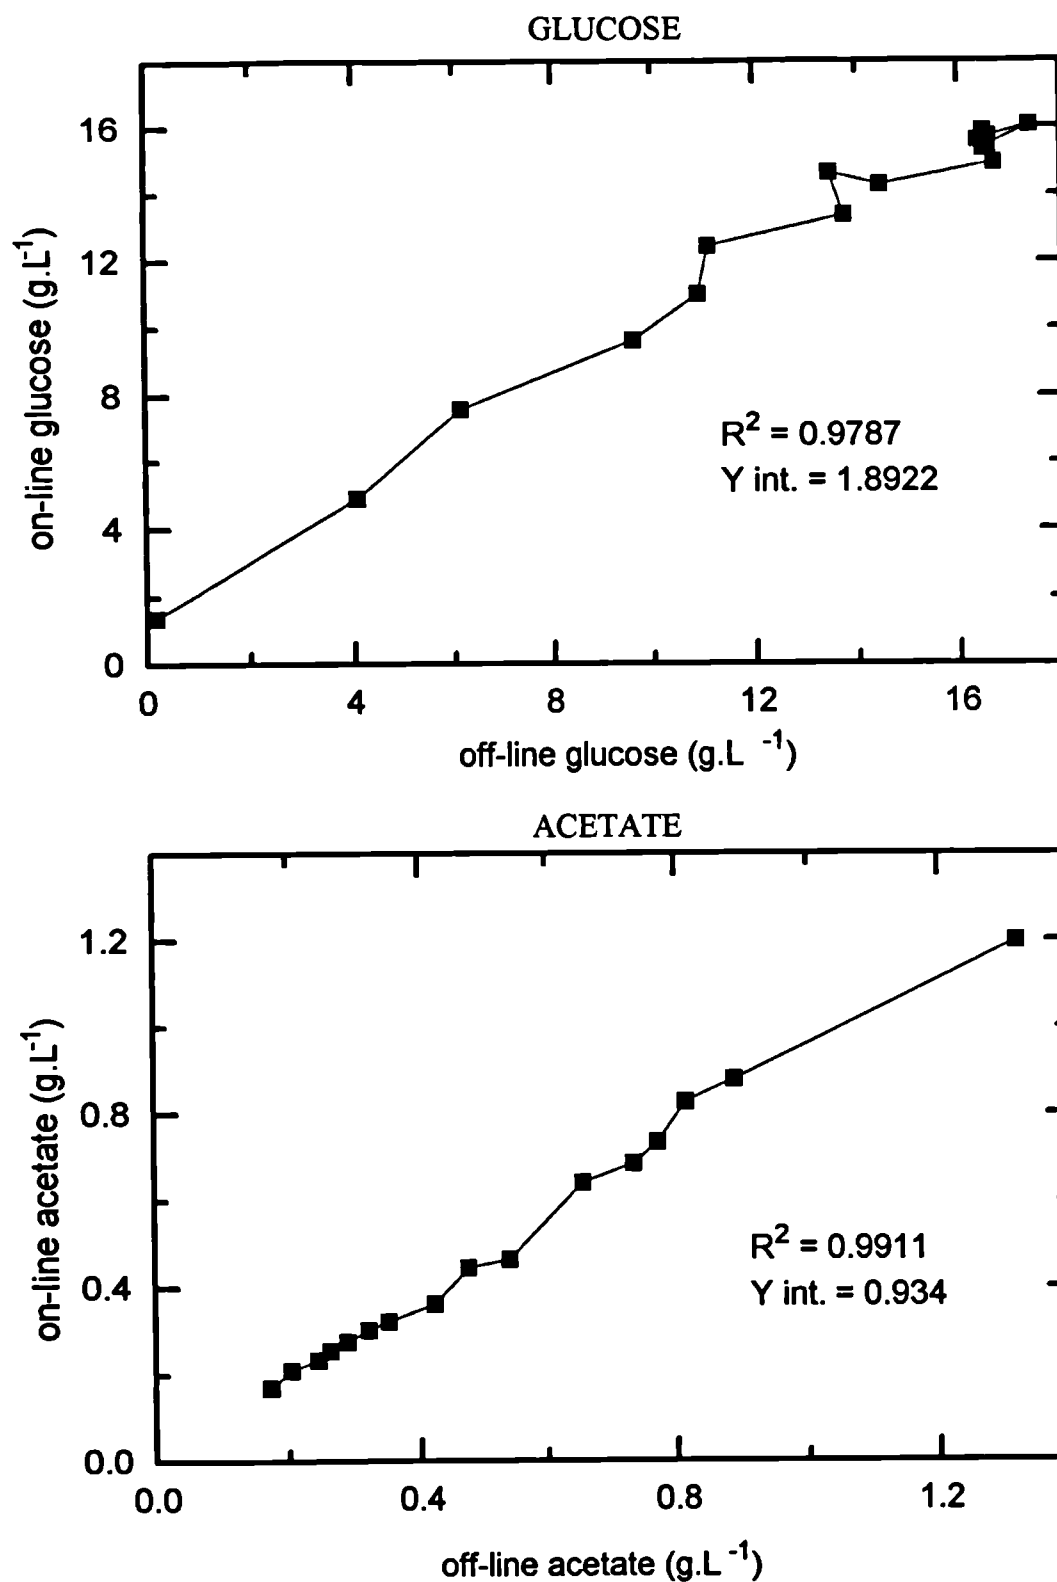 GLUCOSE
16
12
8
4
0
on-line glucose (g.L⁻¹)
R² = 0.9787
Y int. = 1.8922
0 4 8 12 16
off-line glucose (g.L ⁻¹)
ACETATE
1.2
0.8
0.4
0.0
on-line acetate (g.L⁻¹)
R² = 0.9911
Y int. = 0.934
0.0 0.4 0.8 1.2
off-line acetate (g.L ⁻¹)